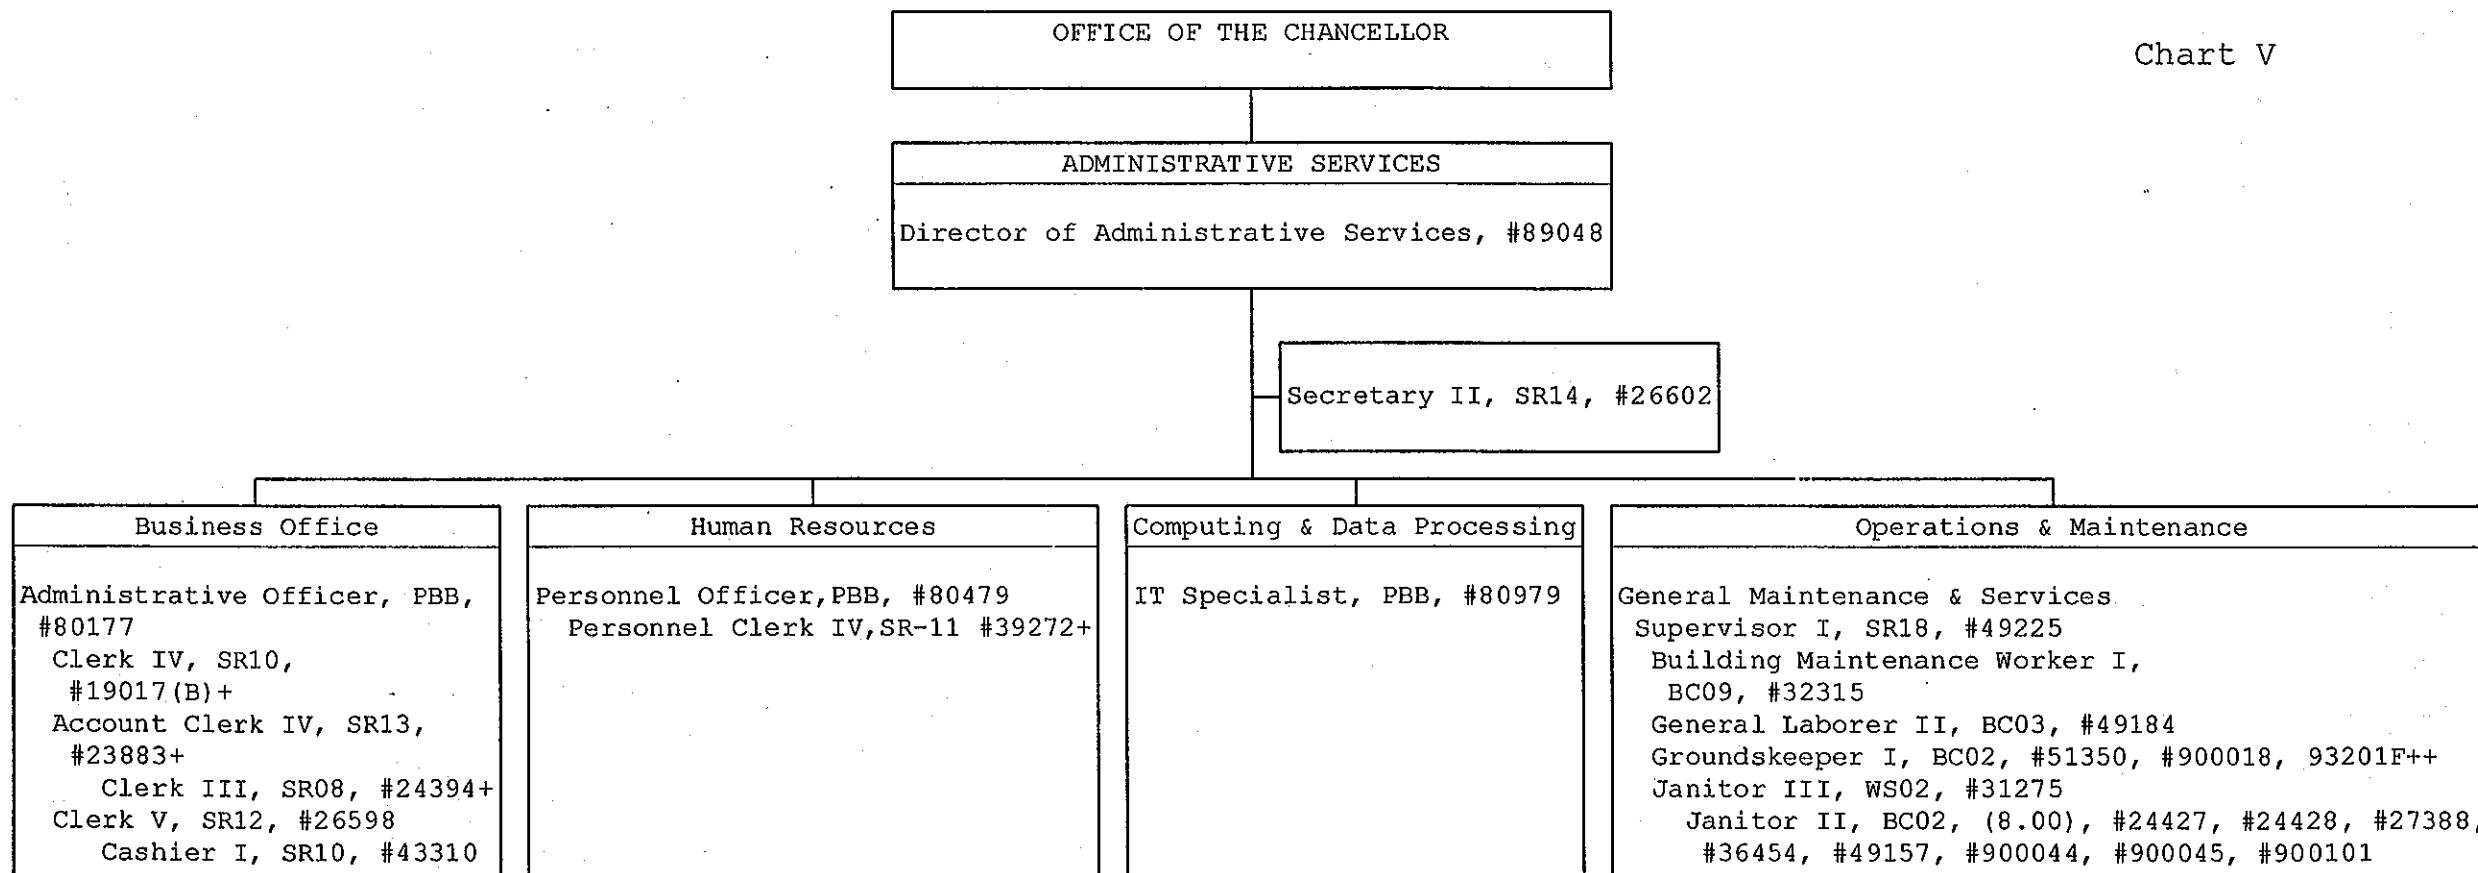 OFFICE OF THE CHANCELLOR
Chart V
ADMINISTRATIVE SERVICES
Director of Administrative Services, #89048
Secretary II, SR14, #26602
Business Office
Administrative Officer, PBB,
#80177
Clerk IV, SR10,
#19017(B)+
Account Clerk IV, SR13,
#23883+
Clerk III, SR08, #24394+
Clerk V, SR12, #26598
Cashier I, SR10, #43310
Human Resources
Personnel Officer,PBB, #80479
Personnel Clerk IV,SR-11 #39272+
Computing & Data Processing
IT Specialist, PBB, #80979
Operations & Maintenance
General Maintenance & Services
Supervisor I, SR18, #49225
Building Maintenance Worker I,
BC09, #32315
General Laborer II, BC03, #49184
Groundskeeper I, BC02, #51350, #900018, 93201F++
Janitor III, WS02, #31275
Janitor II, BC02, (8.00), #24427, #24428, #27388,
#36454, #49157, #900044, #900045, #900101